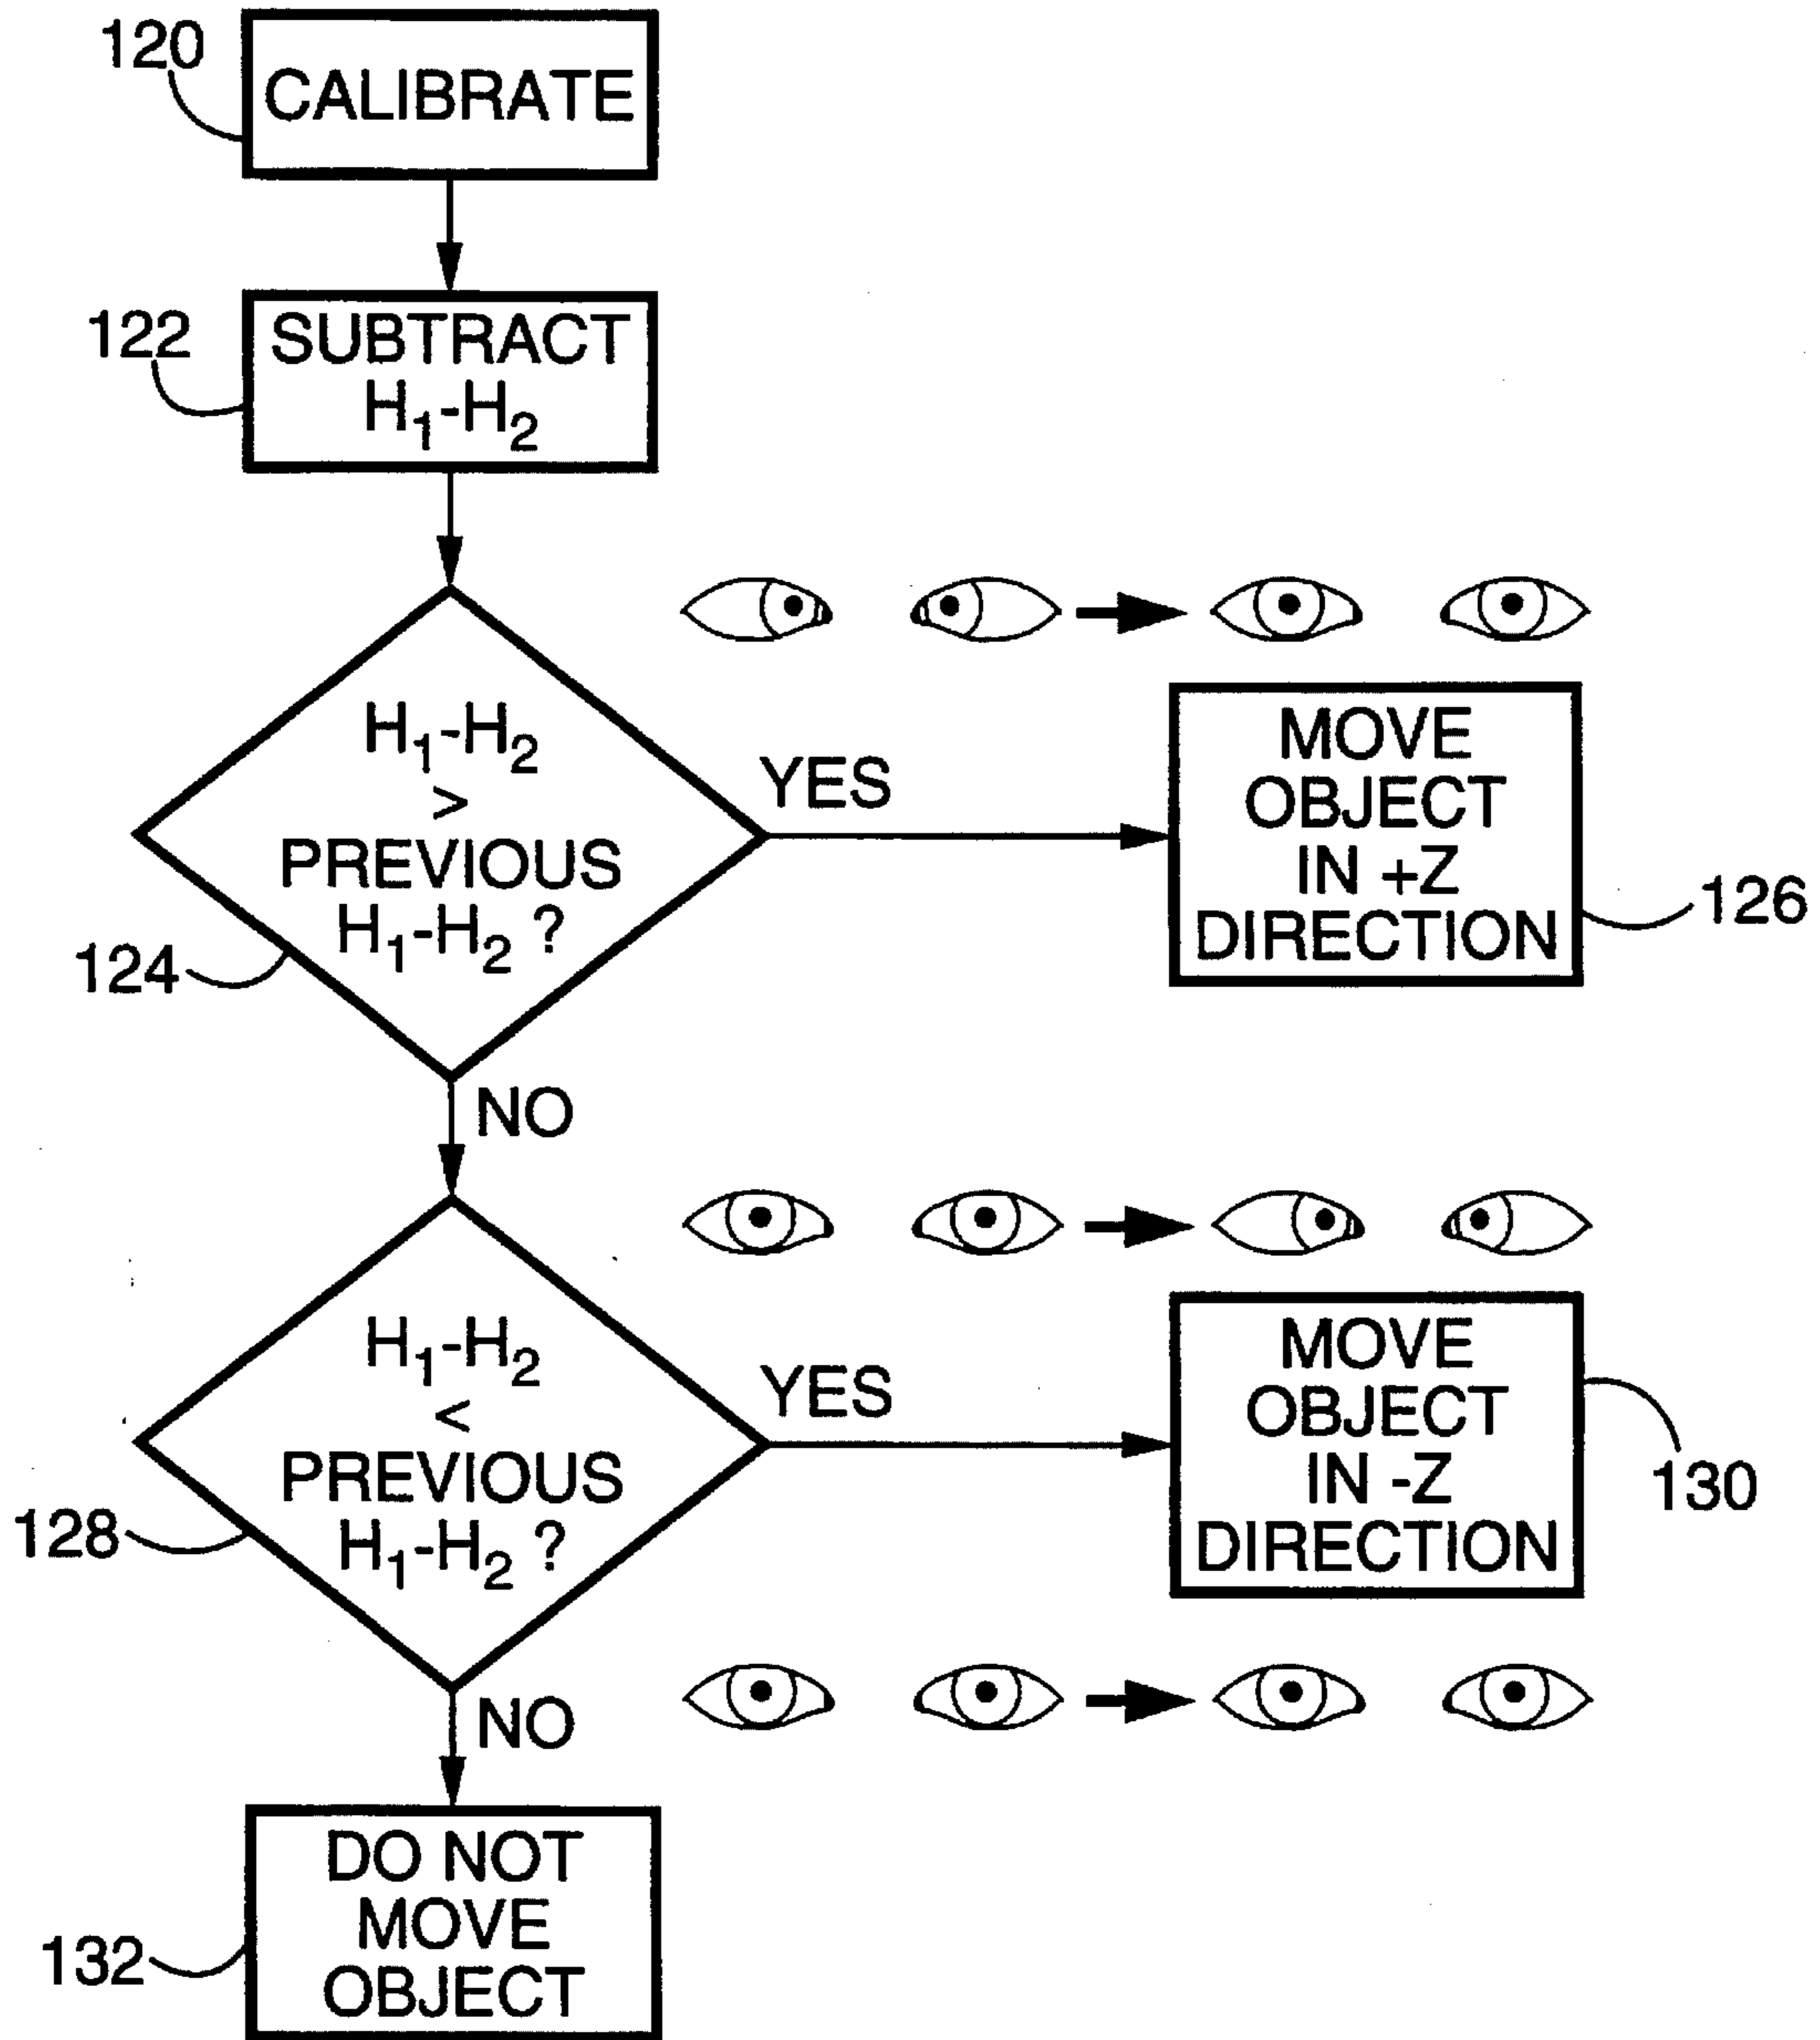 120
CALIBRATE
122
SUBTRACT
H₁-H₂
H₁-H₂
>
PREVIOUS
H₁-H₂ ?
124
YES
MOVE
OBJECT
IN +Z
DIRECTION
126
NO
H₁-H₂
<
PREVIOUS
H₁-H₂ ?
128
YES
MOVE
OBJECT
IN -Z
DIRECTION
130
NO
DO NOT
MOVE
OBJECT
132